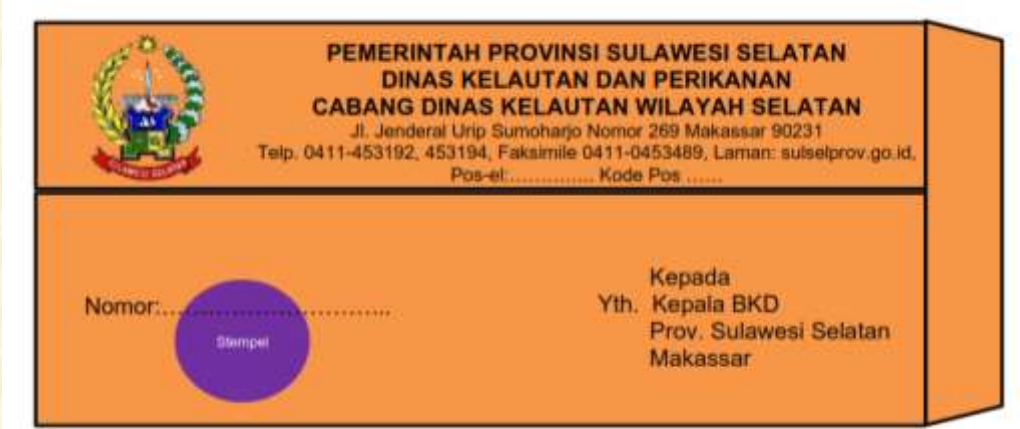 PEMERINTAH PROVINSI SULAWESI SELATAN
DINAS KELAUTAN DAN PERIKANAN
CABANG DINAS KELAUTAN WILAYAH SELATAN
Jl. Jenderal Urip Sumoharjo Nomor 269 Makassar 90231
Telp. 0411-453192, 453194, Faksimile 0411-0453489, Laman: sulselprov.go.id,
Pos-el:.............. Kode Pos ......
SULAWESI SELATAN
Kepada
Nomor:....................................... Yth. Kepala BKD
Prov. Sulawesi Selatan
Stempel
Makassar